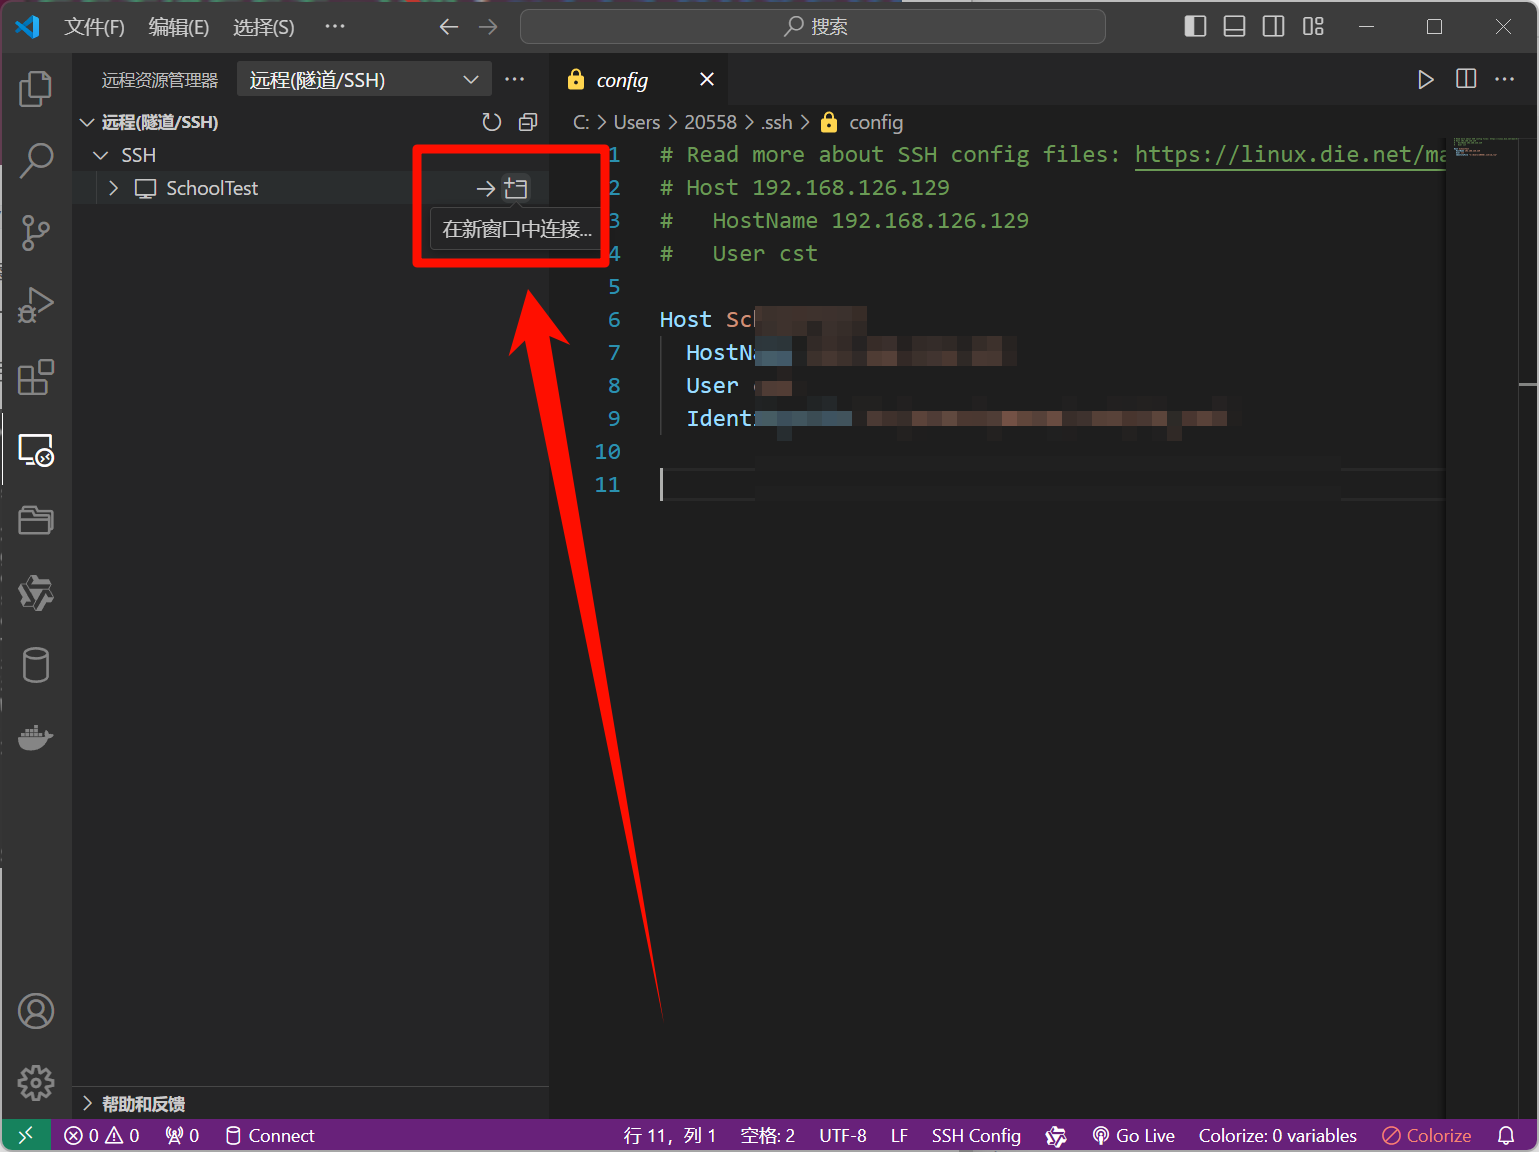 文件(F) 编辑(E) 选择(S) ··· 搜索
远程资源管理器 远程(隧道/SSH) ···
config
远程(隧道/SSH)
C: > Users > 20558 > .ssh > config
SSH
SchoolTest
在新窗口中连接...
1 # Read more about SSH config files: https://linux.die.net/ma
2 # Host 192.168.126.129
3 #   HostName 192.168.126.129
4 #   User cst
5
6 Host Sc
7 HostN
8 User
9 Ident
10
11
帮助和反馈
0 0 0 Connect 行 11，列 1 空格: 2 UTF-8 LF SSH Config Go Live Colorize: 0 variables Colorize